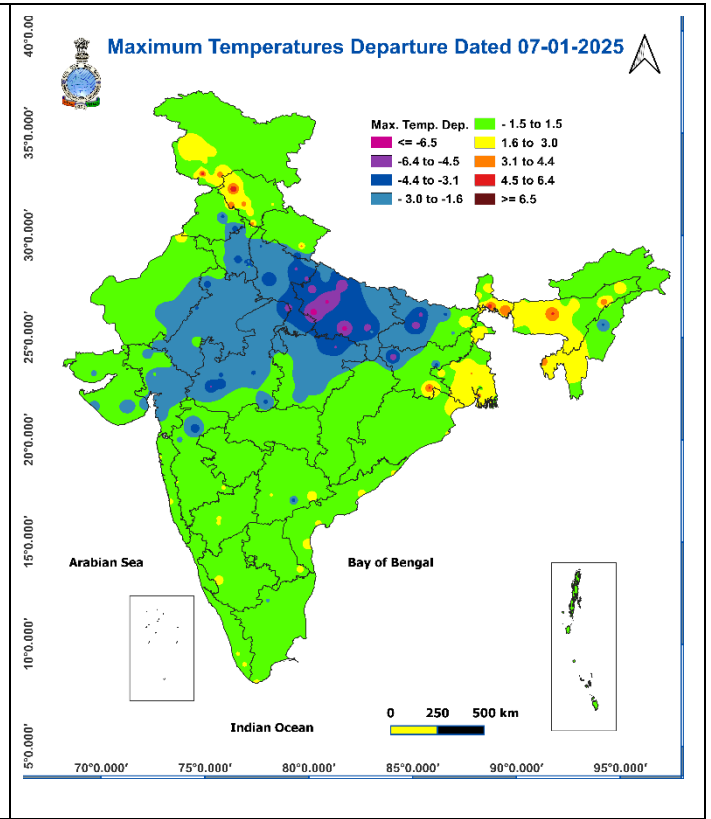 Maximum Temperatures Departure Dated 07-01-2025
Max. Temp. Dep.
<= -6.5
-6.4 to -4.5
-4.4 to -3.1
- 3.0 to -1.6
- 1.5 to 1.5
1.6 to 3.0
3.1 to 4.4
4.5 to 6.4
>= 6.5
40°0.00
35°0.000'
30°0.000'
25°0.000'
20°0.000'
15°0.000'
10°0.000'
5°0.000'
Arabian Sea
Bay of Bengal
Indian Ocean
0 250 500 km
70°0.000' 75°0.000' 80°0.000' 85°0.000' 90°0.000' 95°0.000'